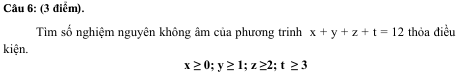 Câu 6: (3 điểm).
Tìm số nghiệm nguyên không âm của phương trình x + y + z + t = 12 thỏa điều
kiện.
x ≥ 0; y ≥ 1; z ≥2; t ≥ 3